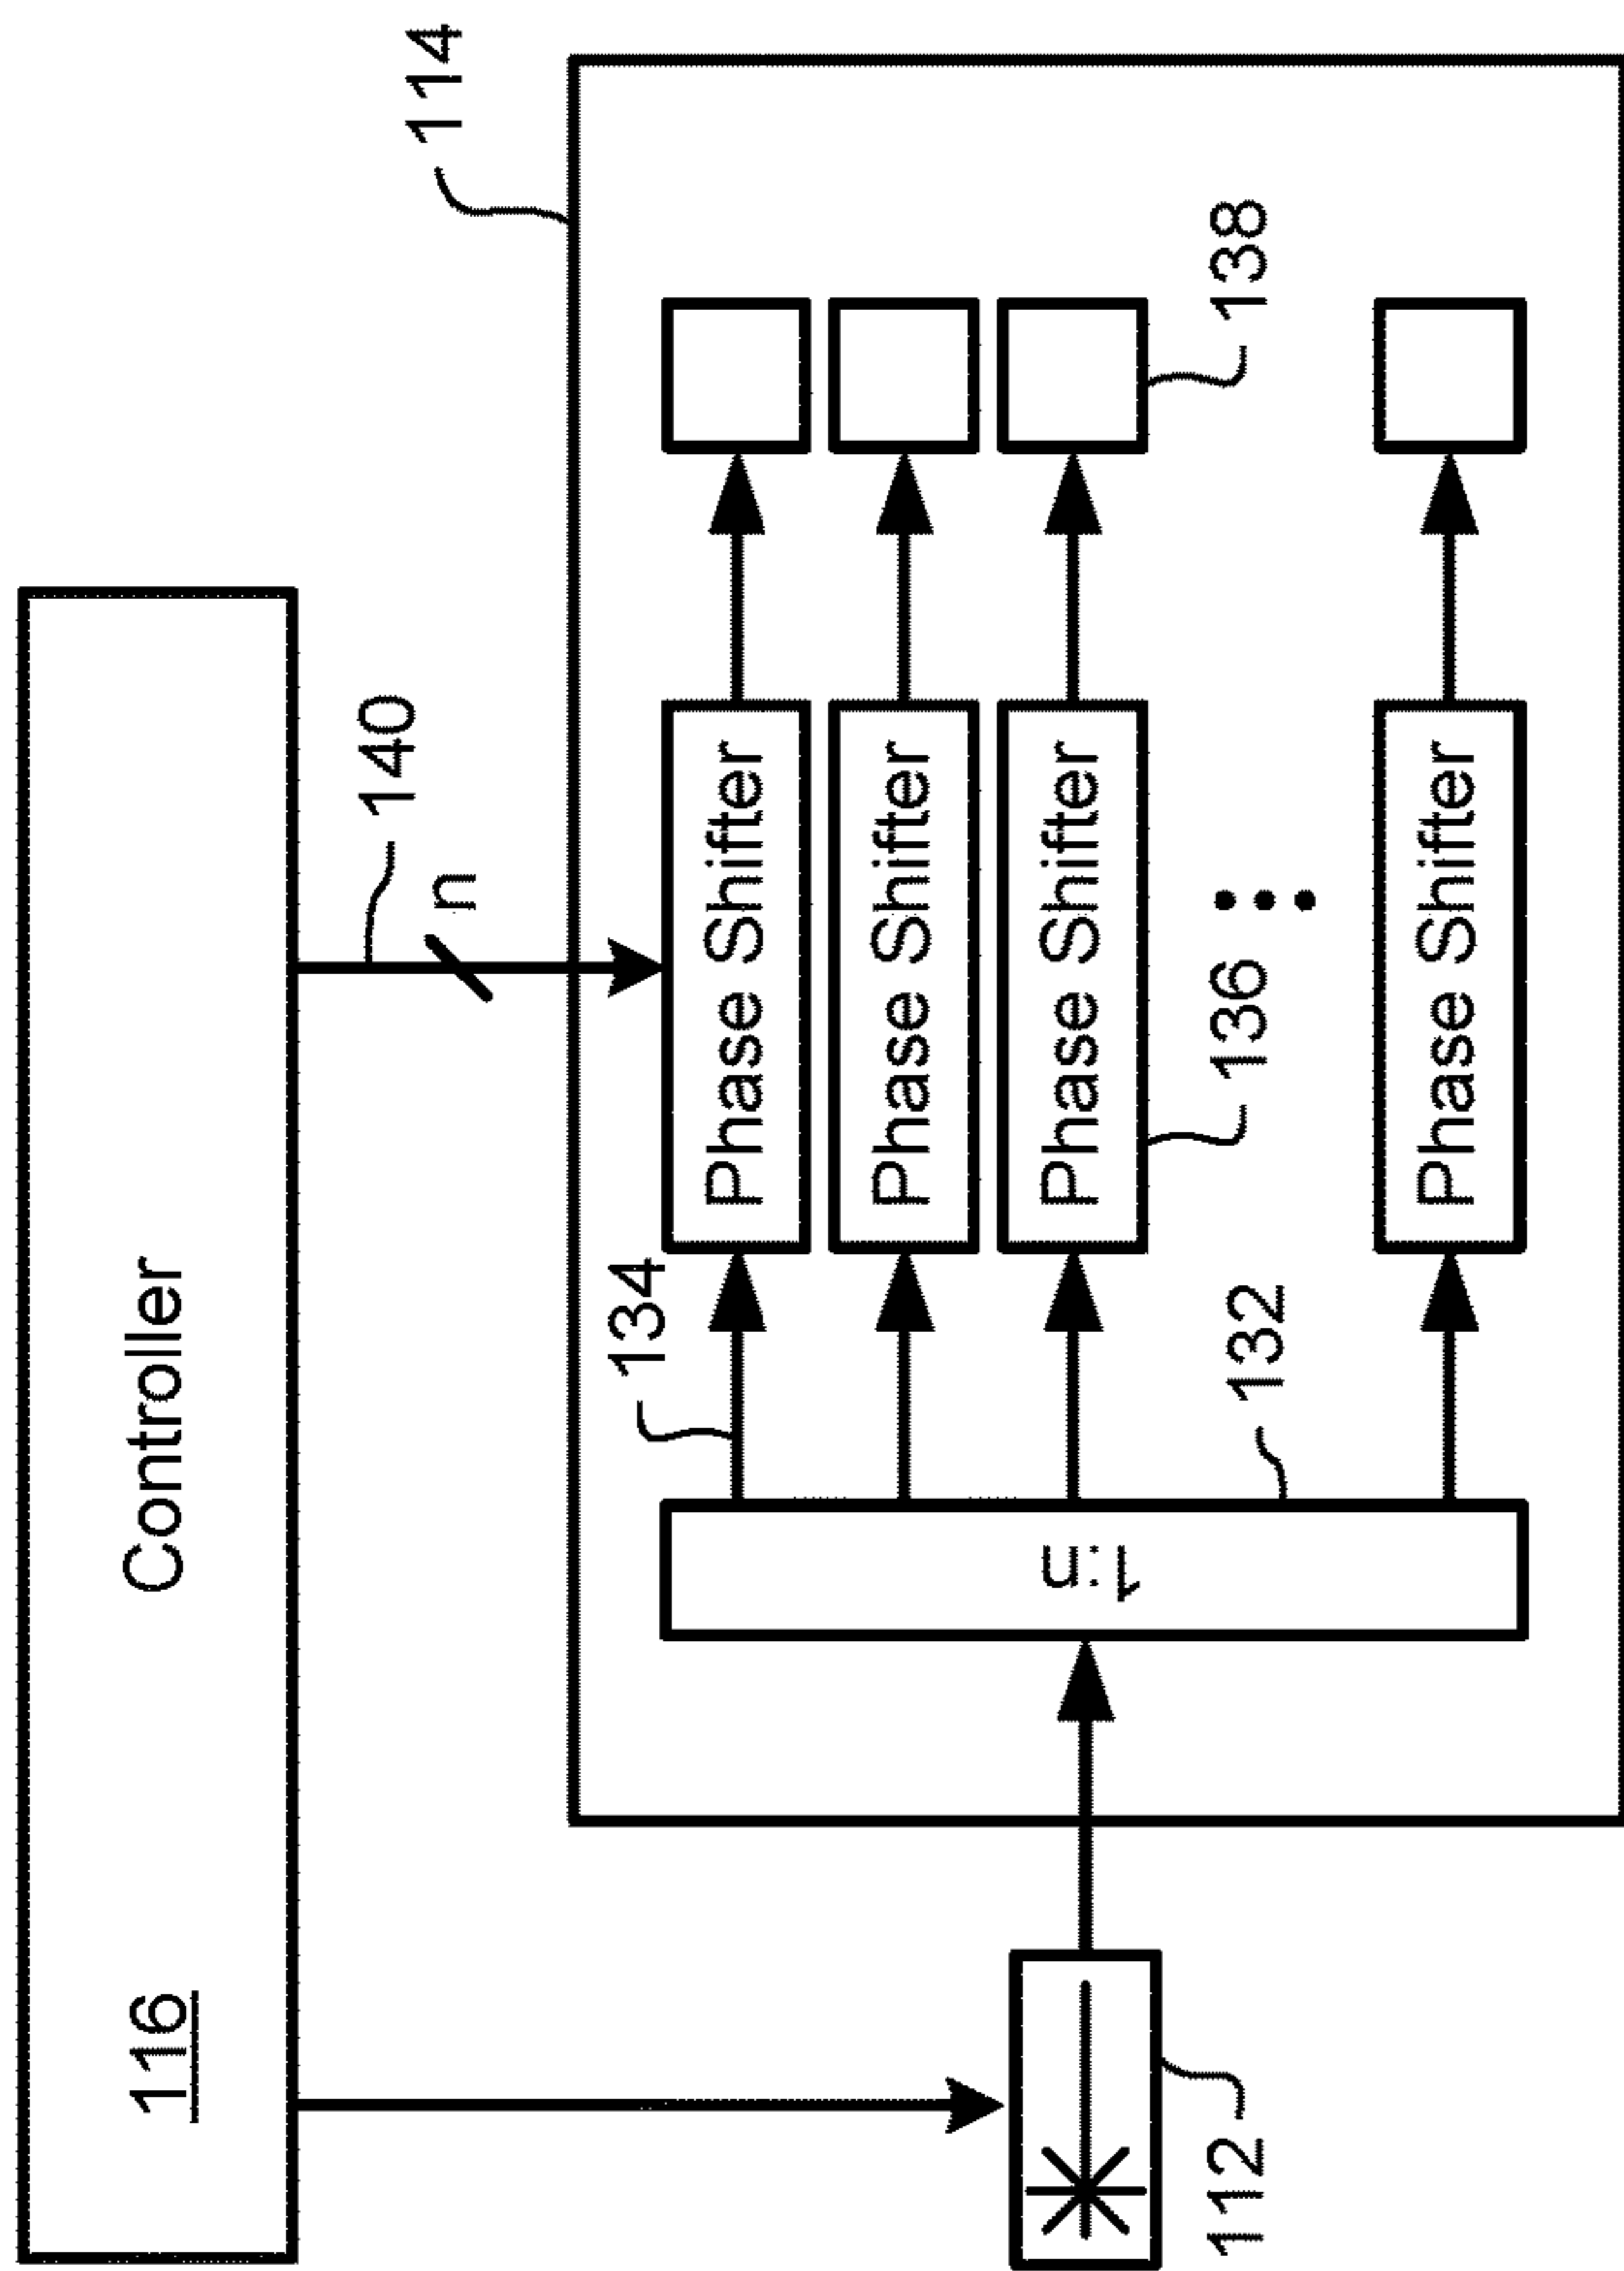 116
Controller
140
n
114
134
Phase Shifter
Phase Shifter
Phase Shifter
136
138
Phase Shifter
1:n
132
112